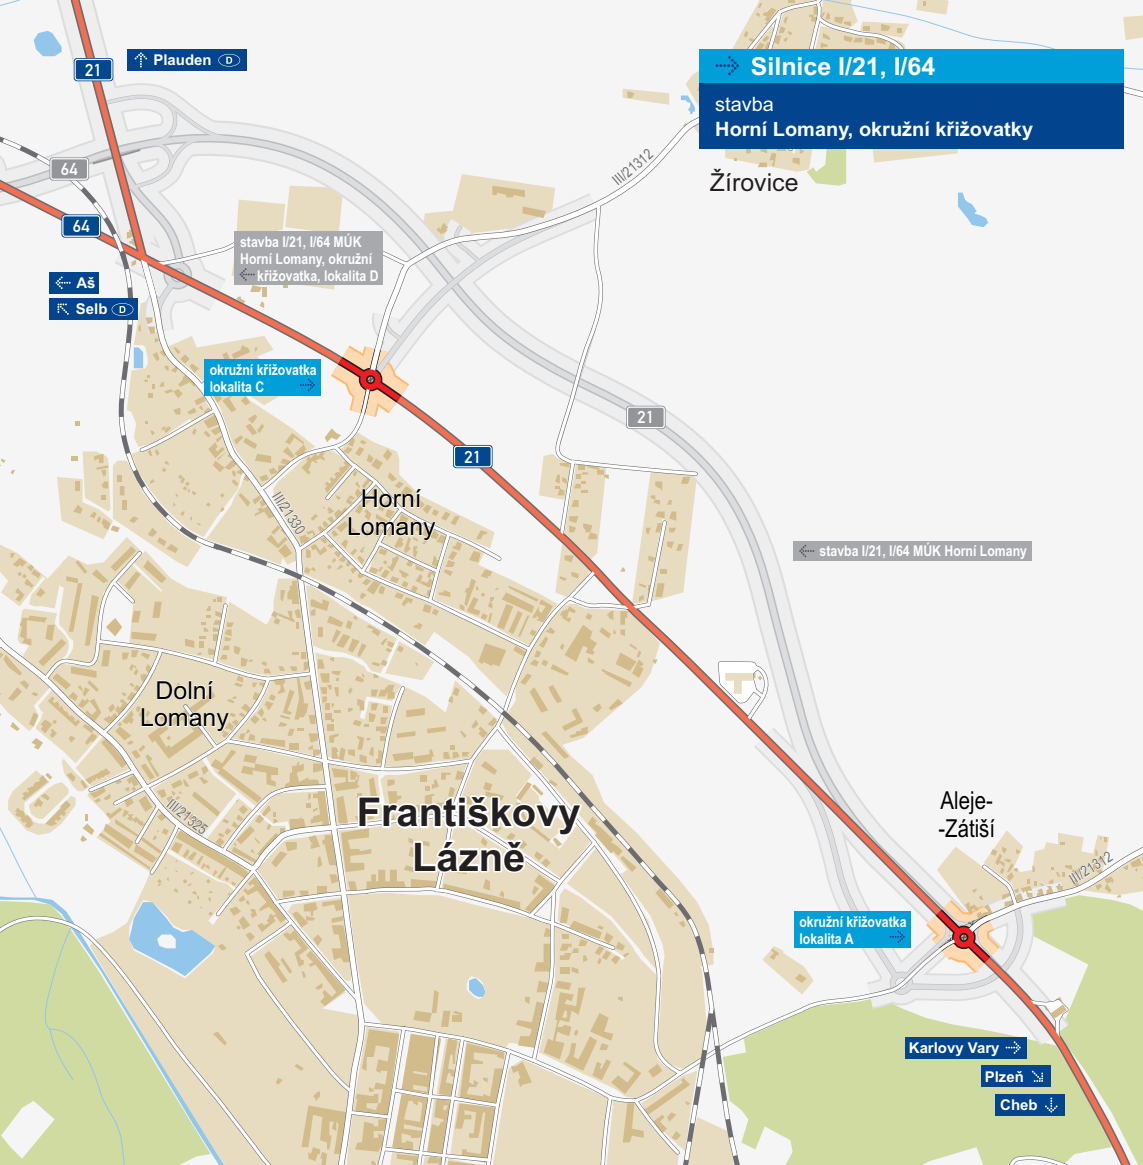 21
Plauden D
Silnice I/21, I/64
stavba
Horní Lomany, okružní křižovatky
64
III/21312
Žírovice
64
stavba I/21, I/64 MÚK
Horní Lomany, okružní
křižovatka, lokalita D
Aš
Selb D
okružní křižovatka
lokalita C
21
21
Horní
Lomany
III/21330
stavba I/21, I/64 MÚK Horní Lomany
Dolní
Lomany
III/21325
Františkovy
Lázně
Aleje-
-Zátiší
III/21312
okružní křižovatka
lokalita A
Karlovy Vary
Plzeň
Cheb